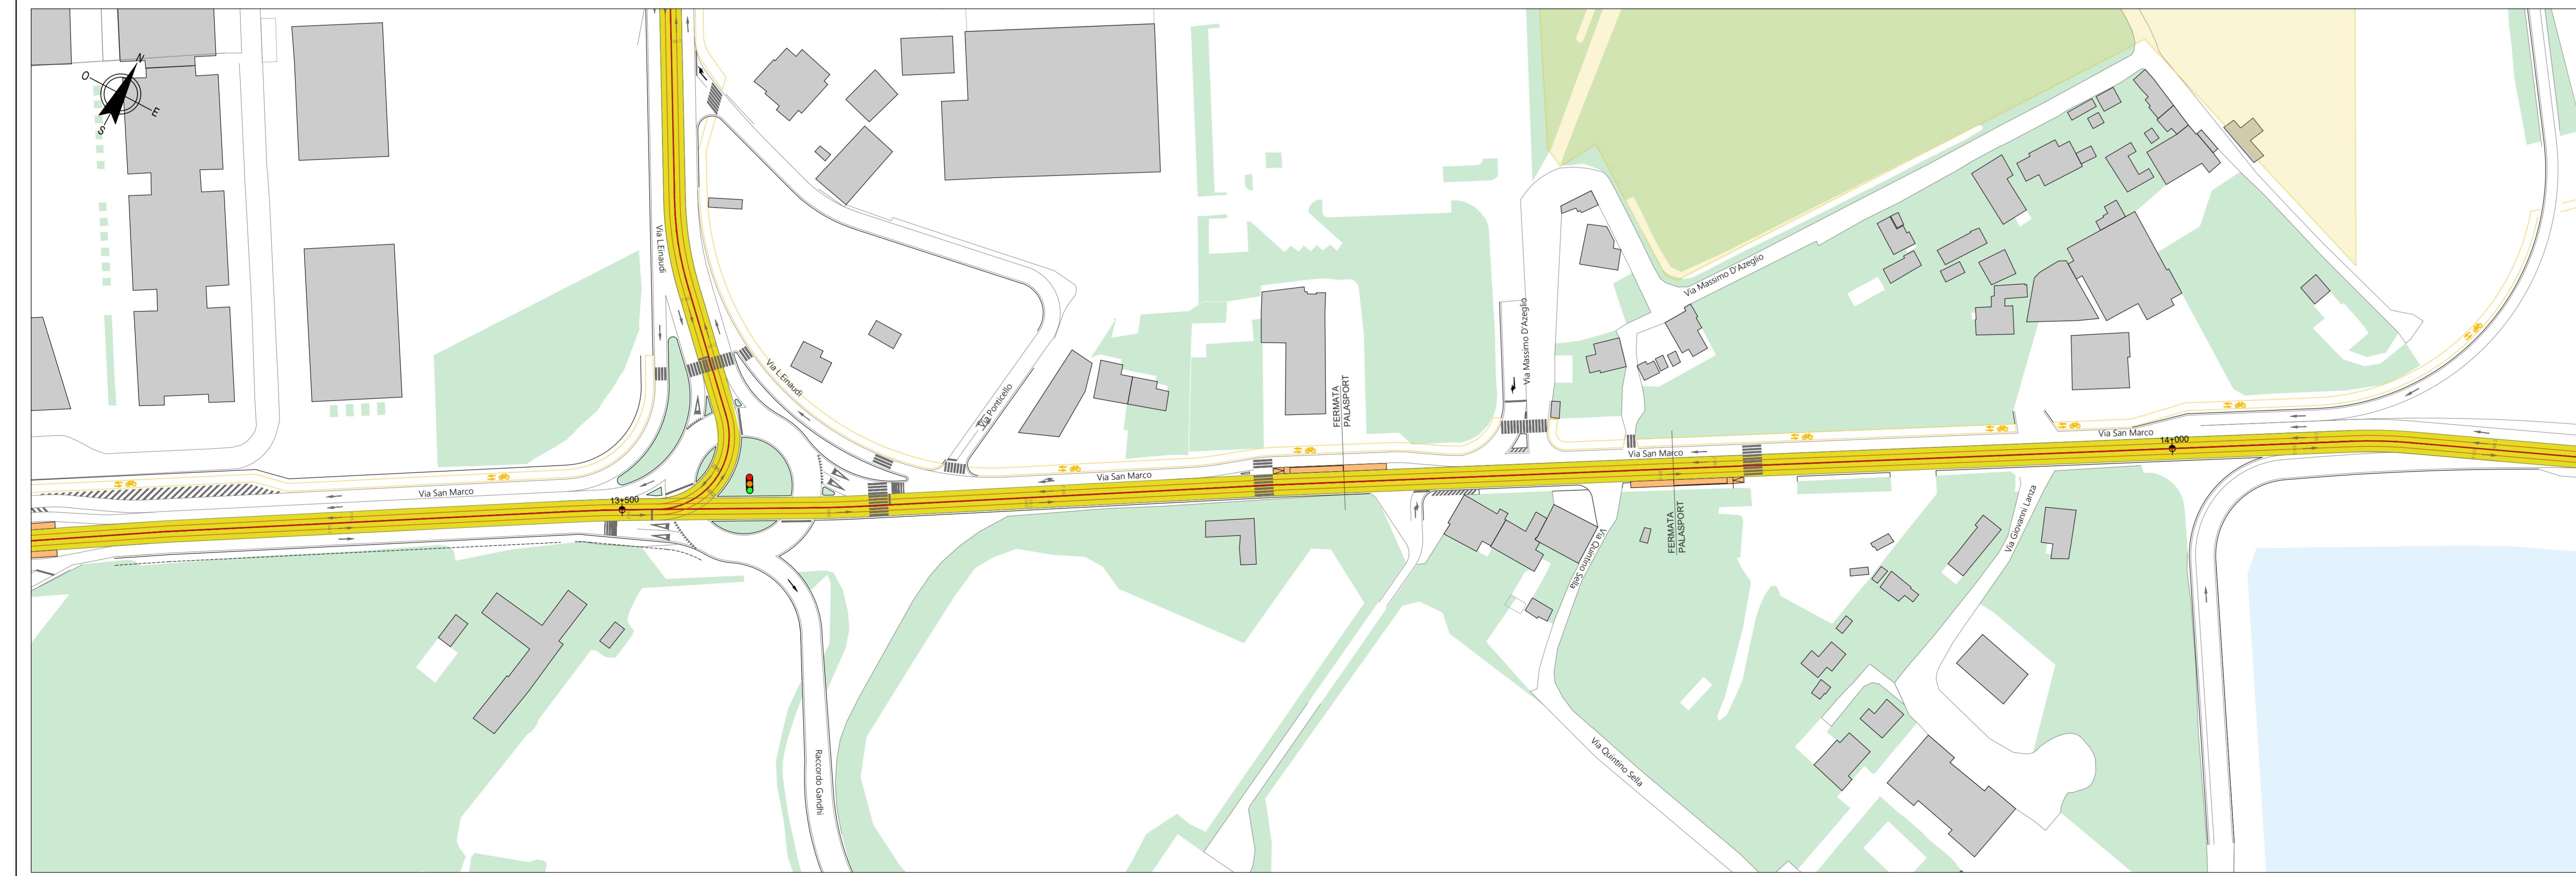 N
O
E
S
Via L.Einaudi
Via L.Einaudi
Via Ponticello
FERMATA
PALASPORT
Via Massimo D'Azeglio
Via Massimo D'Azeglio
Via San Marco
13+500
Via San Marco
Via San Marco
Via San Marco
14+000
FERMATA
PALASPORT
Via Quintino Sella
Via Giovanni Lanza
Raccordo Gandhi
Via Quintino Sella